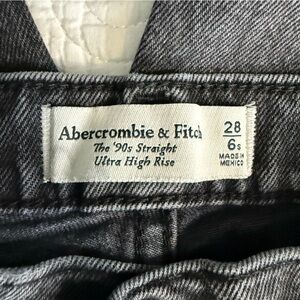 Abercrombie & Fitch
The '90s Straight
Ultra High Rise
28
6s
MADE IN
MEXICO